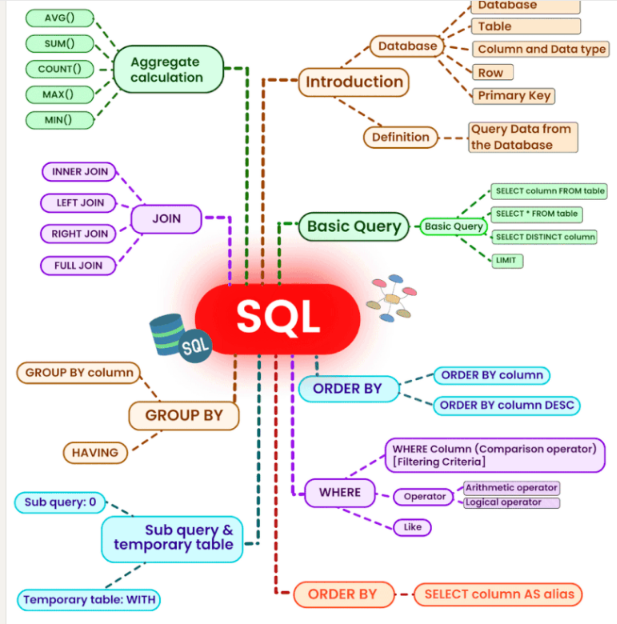 AVG()
SUM()
COUNT()
MAX()
MIN()
Aggregate
calculation
Introduction
Database
Database
Table
Column and Data type
Row
Primary Key
Definition
Query Data from
the Database
INNER JOIN
LEFT JOIN
RIGHT JOIN
FULL JOIN
JOIN
Basic Query
Basic Query
SELECT column FROM table
SELECT * FROM table
SELECT DISTINCT column
LIMIT
SQL
SQL
GROUP BY column
GROUP BY
HAVING
ORDER BY
ORDER BY column
ORDER BY column DESC
WHERE
WHERE Column (Comparison operator)
[Filtering Criteria]
Operator
Arithmetic operator
Logical operator
Like
Sub query: 0
Sub query &
temporary table
Temporary table: WITH
ORDER BY
SELECT column AS alias